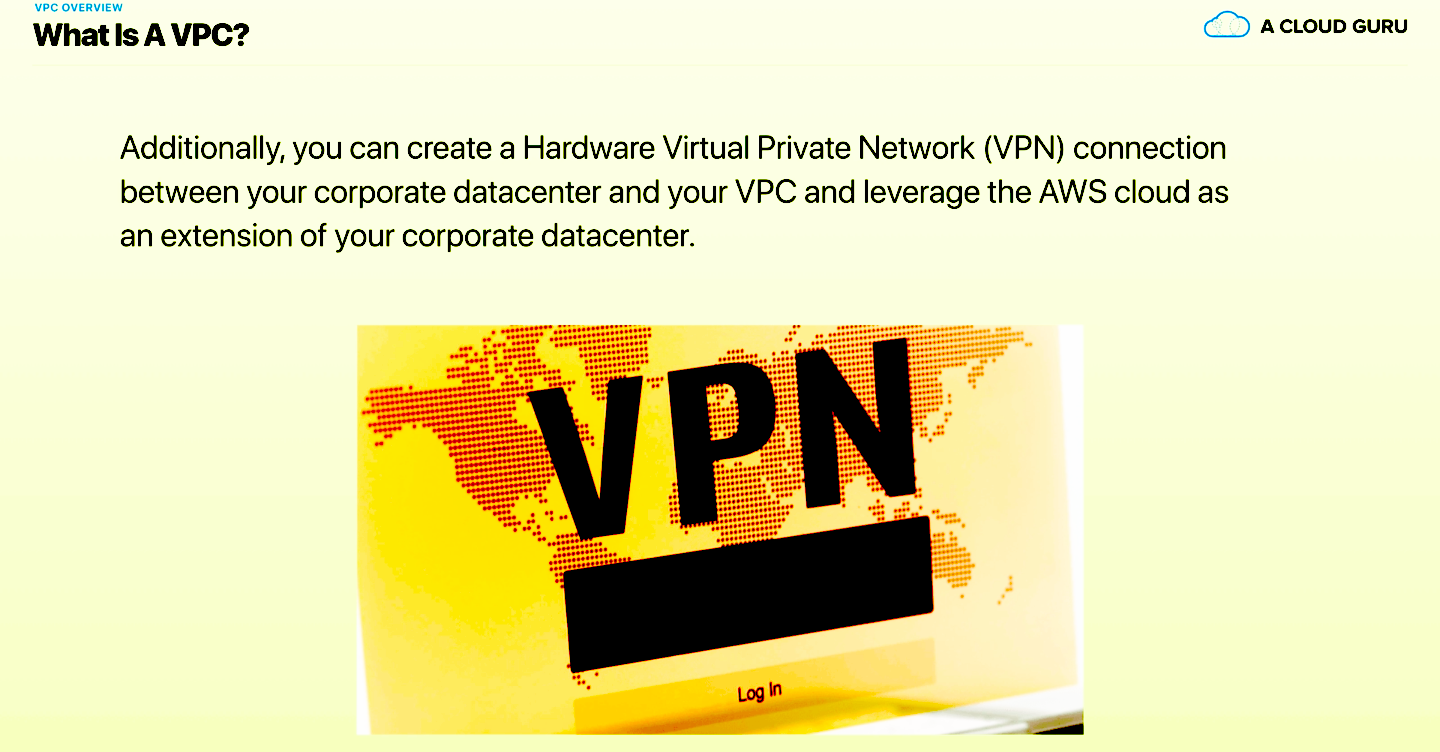 VPC OVERVIEW
What Is A VPC?
A CLOUD GURU
Additionally, you can create a Hardware Virtual Private Network (VPN) connection
between your corporate datacenter and your VPC and leverage the AWS cloud as
an extension of your corporate datacenter.
VPN
Log In